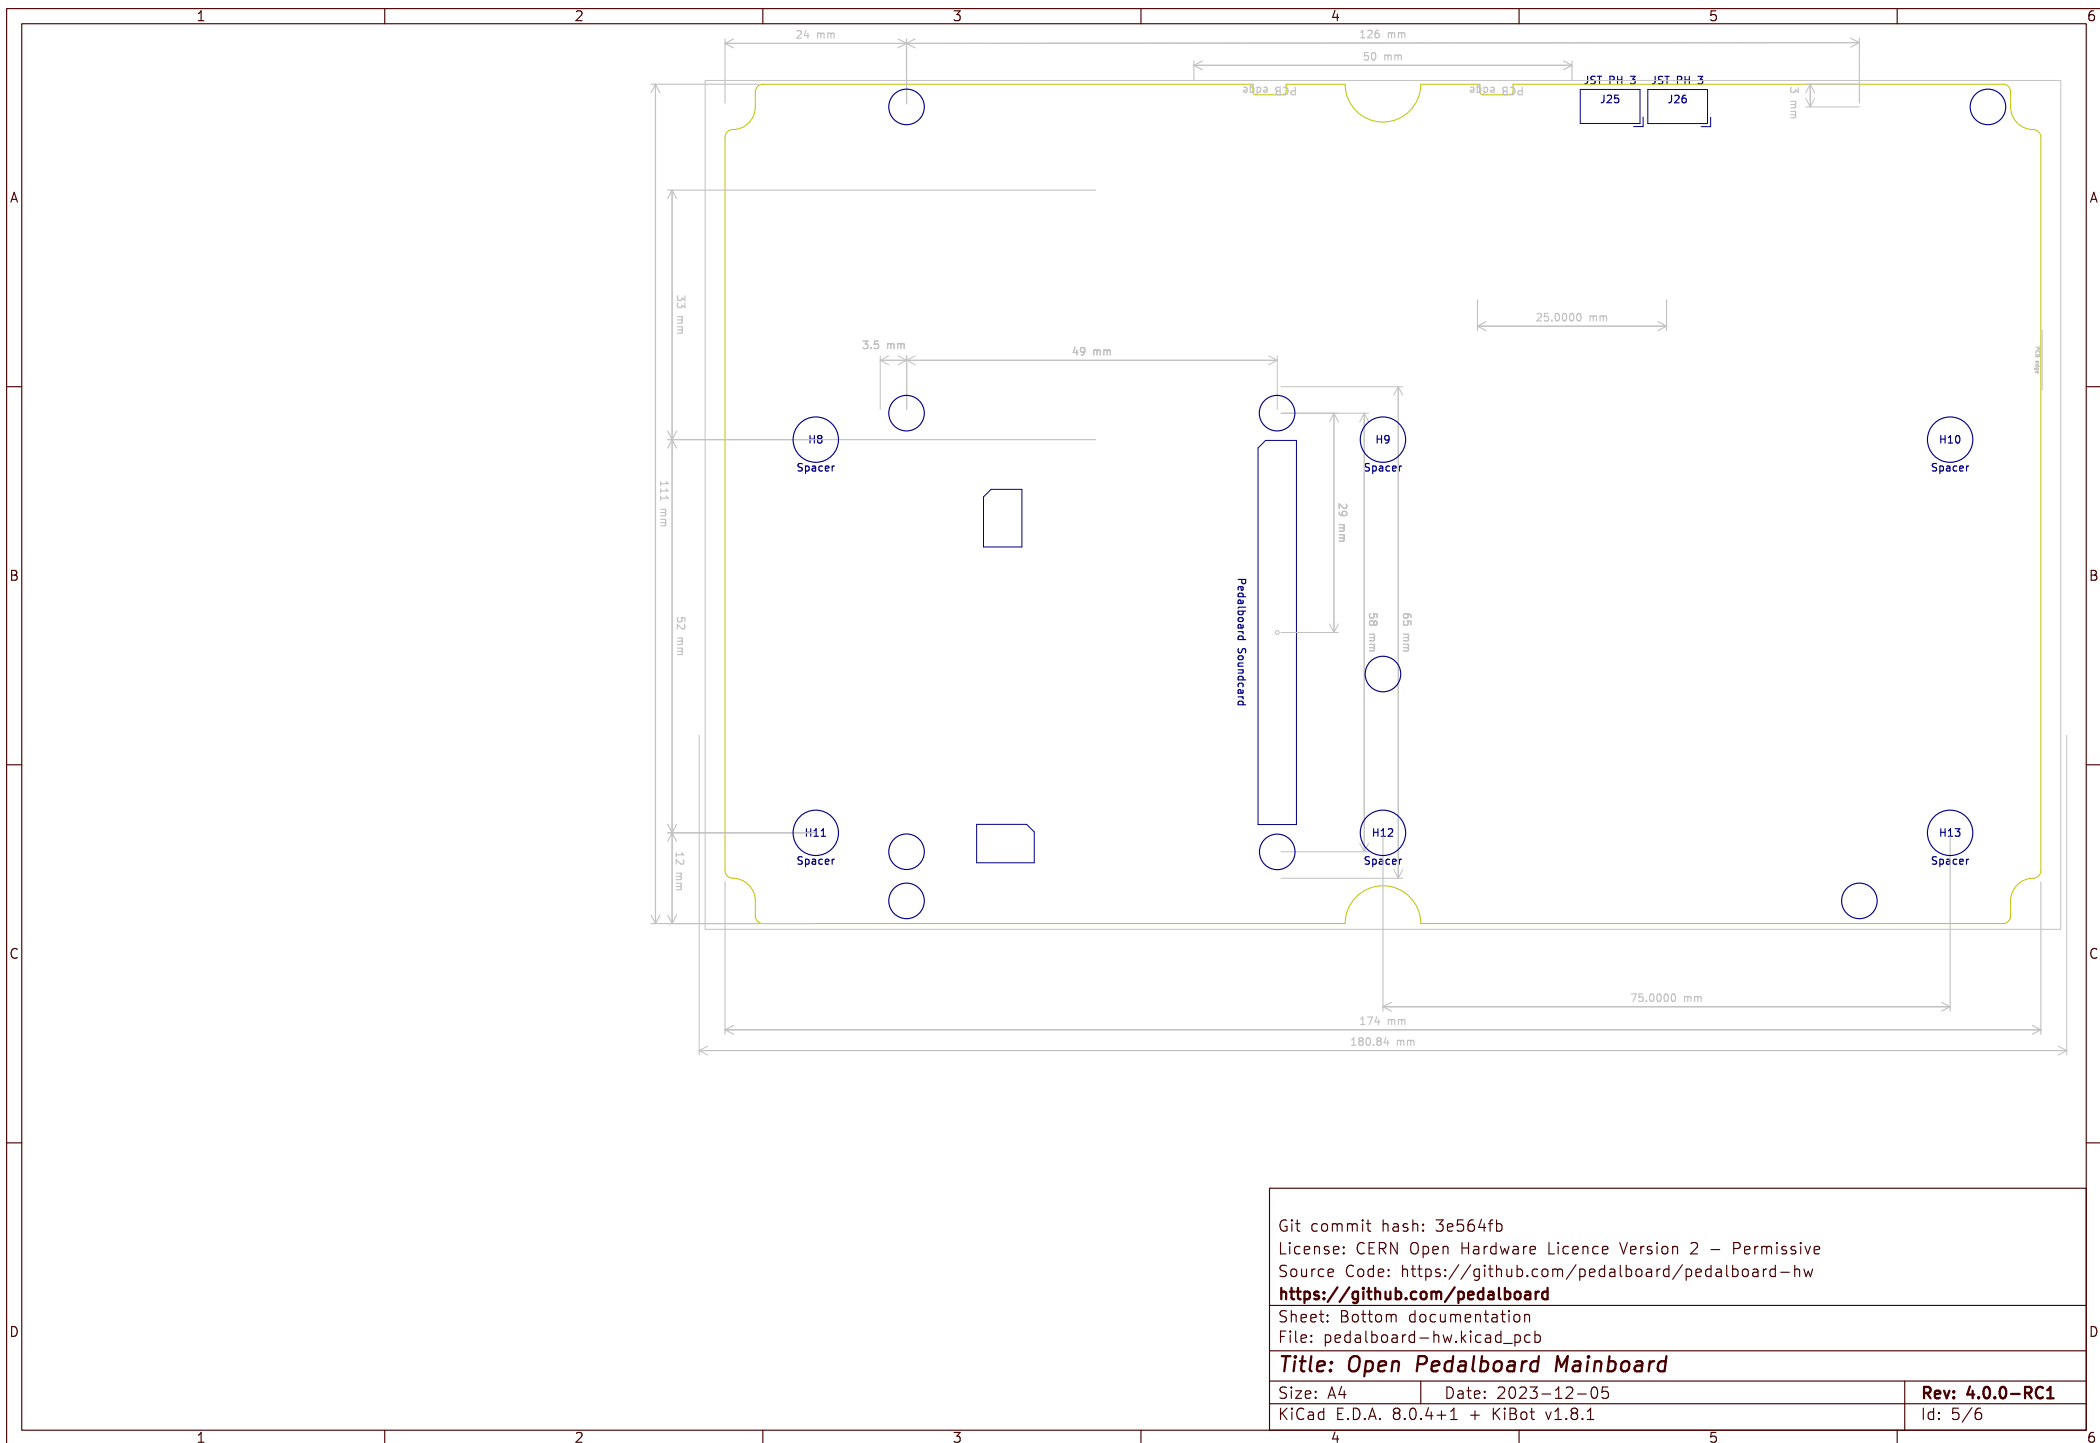 1 2 3 4 5 6
24 mm
126 mm
50 mm
JST PH 3 JST PH 3
PCB edge PCB edge
J25 J26
3 mm
A A
33 mm
25.0000 mm
3.5 mm
49 mm
PCB edge
H8 H9 H10
Spacer Spacer Spacer
111 mm
29 mm
B B
Pedalboard Soundcard
52 mm
58 mm
65 mm
H11 H12 H13
Spacer Spacer Spacer
12 mm
C C
75.0000 mm
174 mm
180.84 mm
Git commit hash: 3e564fb
License: CERN Open Hardware Licence Version 2 - Permissive
Source Code: https://github.com/pedalboard/pedalboard-hw
https://github.com/pedalboard
Sheet: Bottom documentation
File: pedalboard-hw.kicad_pcb
D D
Title: Open Pedalboard Mainboard
Size: A4 Date: 2023-12-05 Rev: 4.0.0-RC1
KiCad E.D.A. 8.0.4+1 + KiBot v1.8.1 Id: 5/6
1 2 3 4 5 6